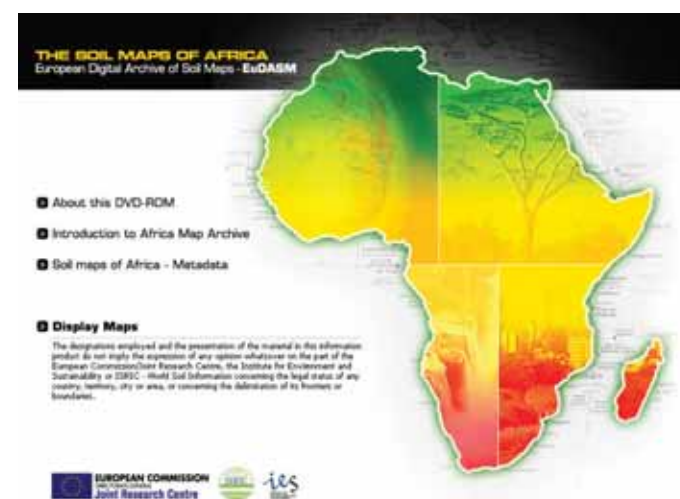 THE SOIL MAPS OF AFRICA
European Digital Archive of Soil Maps - EuDASM
About this DVD-ROM
Introduction to Africa Map Archive
Soil maps of Africa - Metadata
Display Maps
The designations employed and the presentation of the material in this information
product do not imply the expression of any opinion whatsoever on the part of the
European Commission/Joint Research Centre, the Institute for Environment and
Sustainability or ISRIC - World Soil Information concerning the legal status of any
country, territory, city or area, or concerning the delimitation of its frontiers or
boundaries.
EUROPEAN COMMISSION
Joint Research Centre
ies